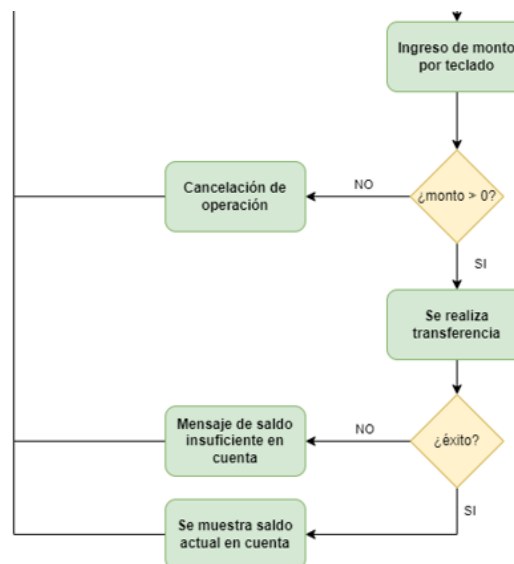 Ingreso de monto
por teclado
¿monto > 0?
NO
Cancelación de
operación
SI
Se realiza
transferencia
¿éxito?
NO
Mensaje de saldo
insuficiente en
cuenta
SI
Se muestra saldo
actual en cuenta